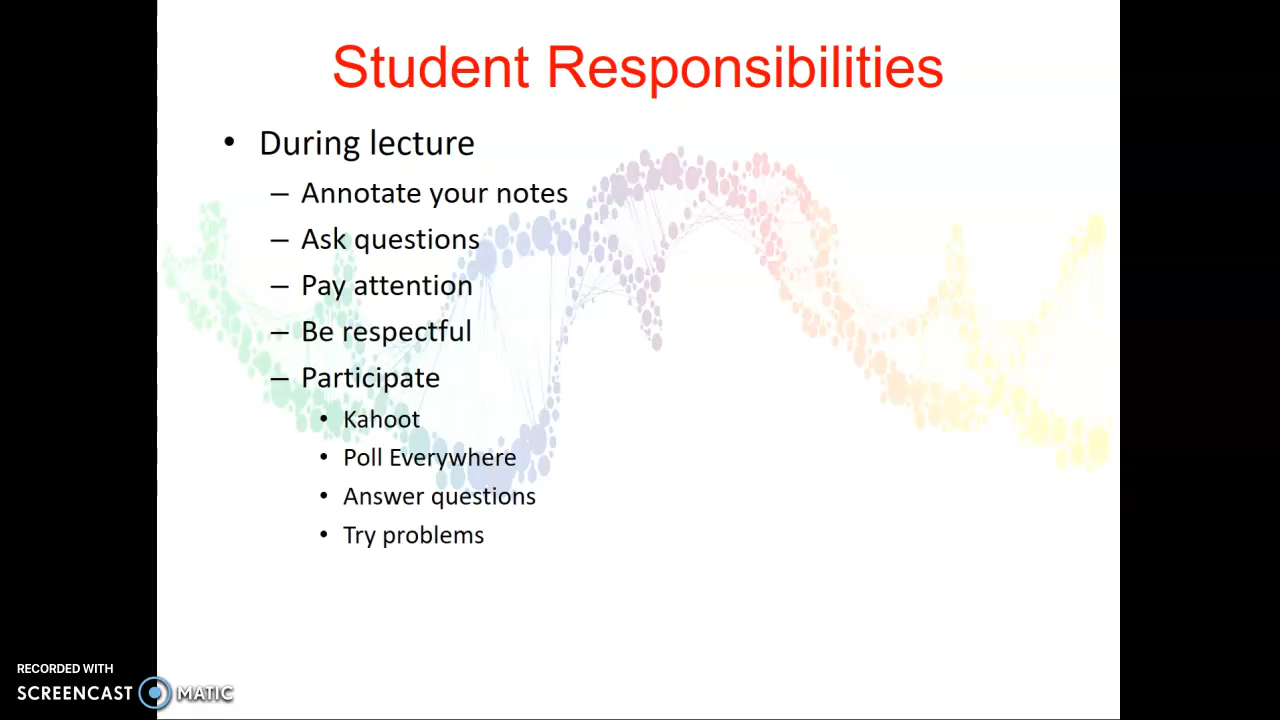 Student Responsibilities
• During lecture
– Annotate your notes
– Ask questions
– Pay attention
– Be respectful
– Participate
• Kahoot
• Poll Everywhere
• Answer questions
• Try problems
RECORDED WITH
SCREENCAST MATIC